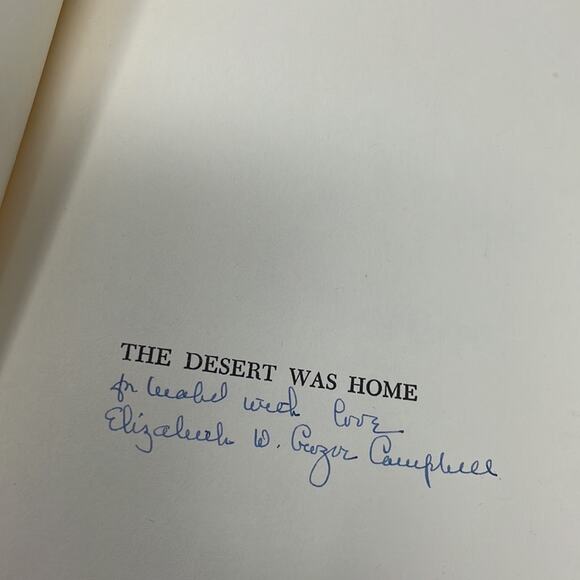 THE DESERT WAS HOME
for Mabel with love
Elizabeth W. Crozer Campbell